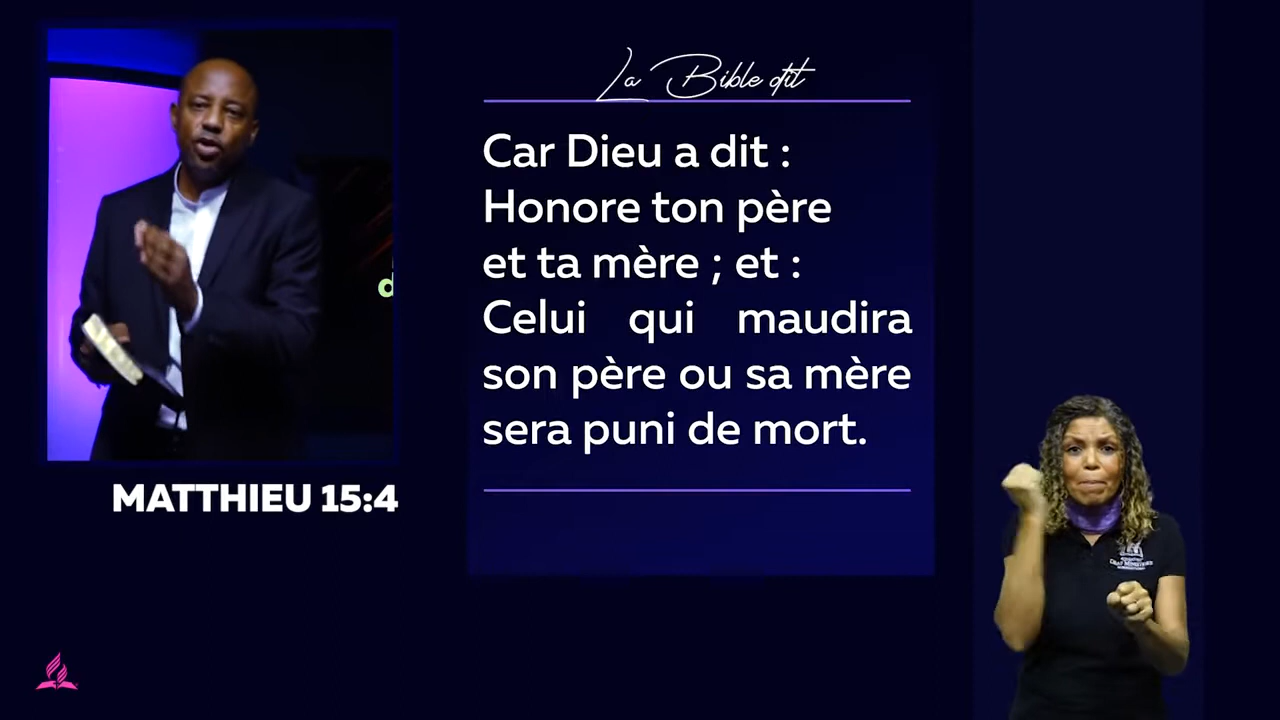 La Bible dit
Car Dieu a dit :
Honore ton père
et ta mère ; et :
Celui qui maudira
son père ou sa mère
sera puni de mort.
MATTHIEU 15:4
d